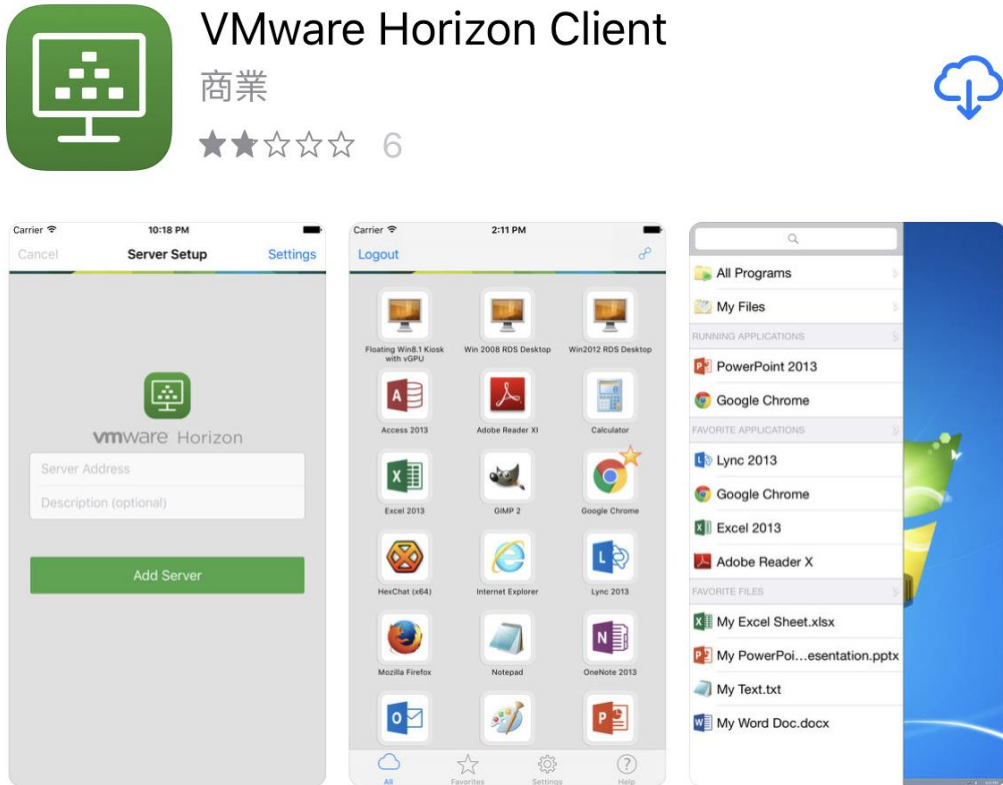 VMware Horizon Client
商業
6
Carrier 10:18 PM
Cancel Server Setup Settings
vmware Horizon
Server Address
Description (optional)
Add Server
Carrier 2:11 PM
Logout
Floating Win8.1 Kiosk
with vGPU
Win 2008 RDS Desktop
Win2012 RDS Desktop
Access 2013 Adobe Reader XI Calculator
Excel 2013 GIMP 2 Google Chrome
HexChat (x64) Internet Explorer Lync 2013
Mozilla Firefox Notepad OneNote 2013
All Favorites Settings Help
All Programs
My Files
RUNNING APPLICATIONS
PowerPoint 2013
Google Chrome
FAVORITE APPLICATIONS
Lync 2013
Google Chrome
Excel 2013
Adobe Reader X
FAVORITE FILES
My Excel Sheet.xlsx
My PowerPoi...esentation.pptx
My Text.txt
My Word Doc.docx